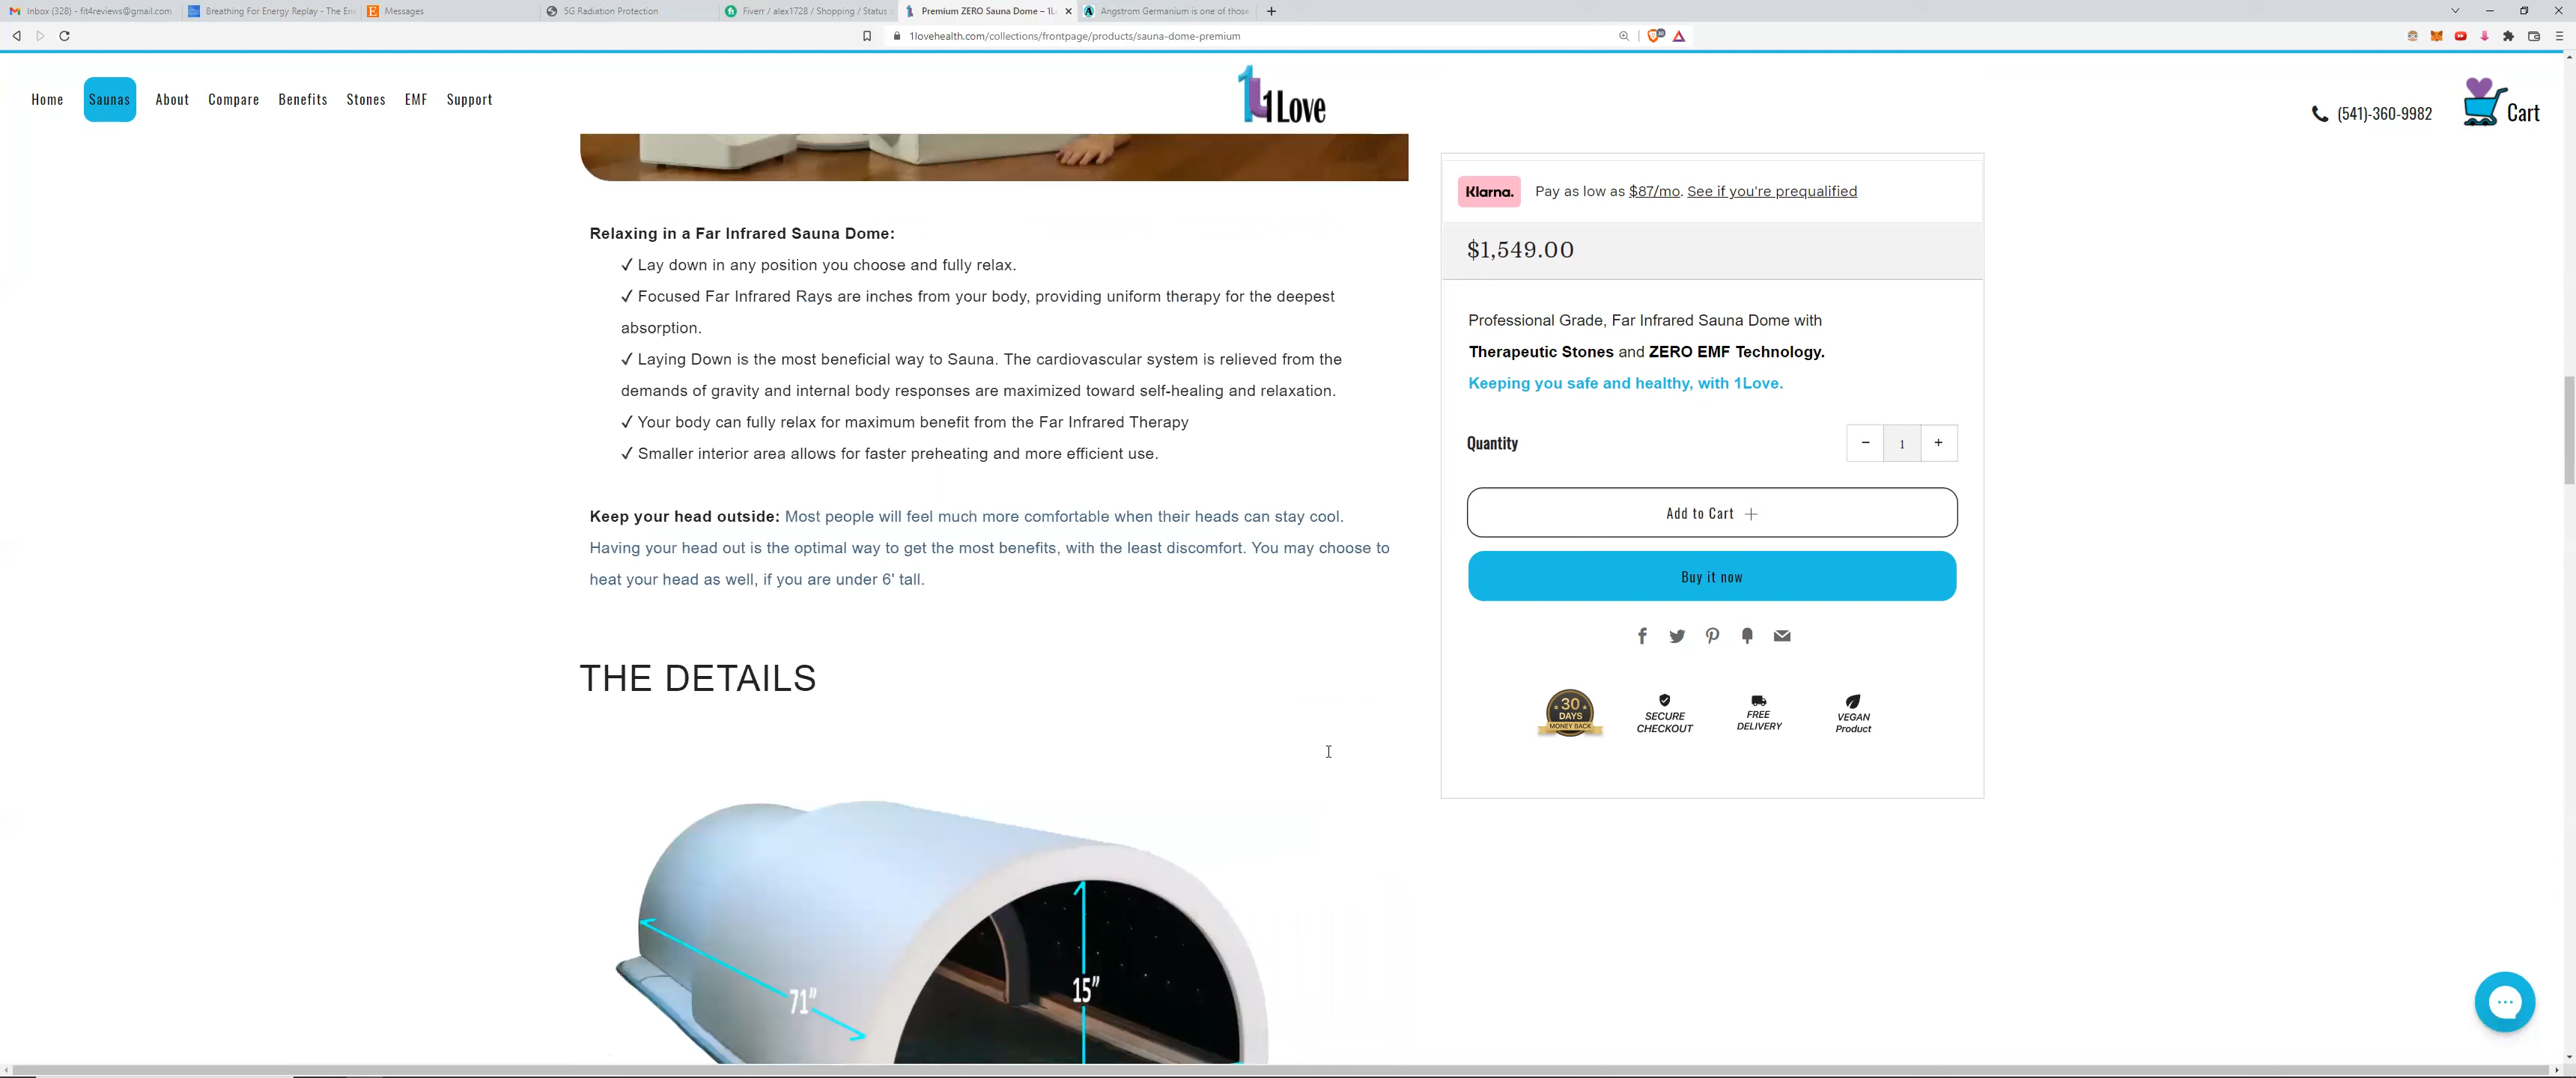 Inbox (328) - fit4reviews@gmail.com
Breathing For Energy Replay - The En
Messages
5G Radiation Protection
Fiverr / alex1728 / Shopping / Status
Premium ZERO Sauna Dome – 1L
Angstrom Germanium is one of those
1lovehealth.com/collections/frontpage/products/sauna-dome-premium
Home Saunas About Compare Benefits Stones EMF Support
1Love
(541)-360-9982
Cart
Relaxing in a Far Infrared Sauna Dome:
✓ Lay down in any position you choose and fully relax.
✓ Focused Far Infrared Rays are inches from your body, providing uniform therapy for the deepest
absorption.
✓ Laying Down is the most beneficial way to Sauna. The cardiovascular system is relieved from the
demands of gravity and internal body responses are maximized toward self-healing and relaxation.
✓ Your body can fully relax for maximum benefit from the Far Infrared Therapy
✓ Smaller interior area allows for faster preheating and more efficient use.
Keep your head outside: Most people will feel much more comfortable when their heads can stay cool.
Having your head out is the optimal way to get the most benefits, with the least discomfort. You may choose to
heat your head as well, if you are under 6' tall.
THE DETAILS
71"
15"
Klarna. Pay as low as $87/mo. See if you're prequalified
$1,549.00
Professional Grade, Far Infrared Sauna Dome with
Therapeutic Stones and ZERO EMF Technology.
Keeping you safe and healthy, with 1Love.
Quantity
− 1 +
Add to Cart +
Buy it now
30
DAYS
MONEY BACK
SECURE
CHECKOUT
FREE
DELIVERY
VEGAN
Product